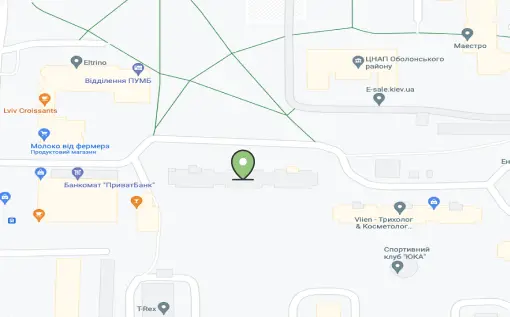 Маестро
Eltrino
ЦНАП Оболонського
району
Відділення ПУМБ
E-sale.kiev.ua
Lviv Croissants
Молоко від фермера
Продуктовий магазин
Ен
Банкомат "ПриватБанк"
Vlien - Трихолог
& Косметолог...
Спортивний
клуб "ЮКА"
T-Rex